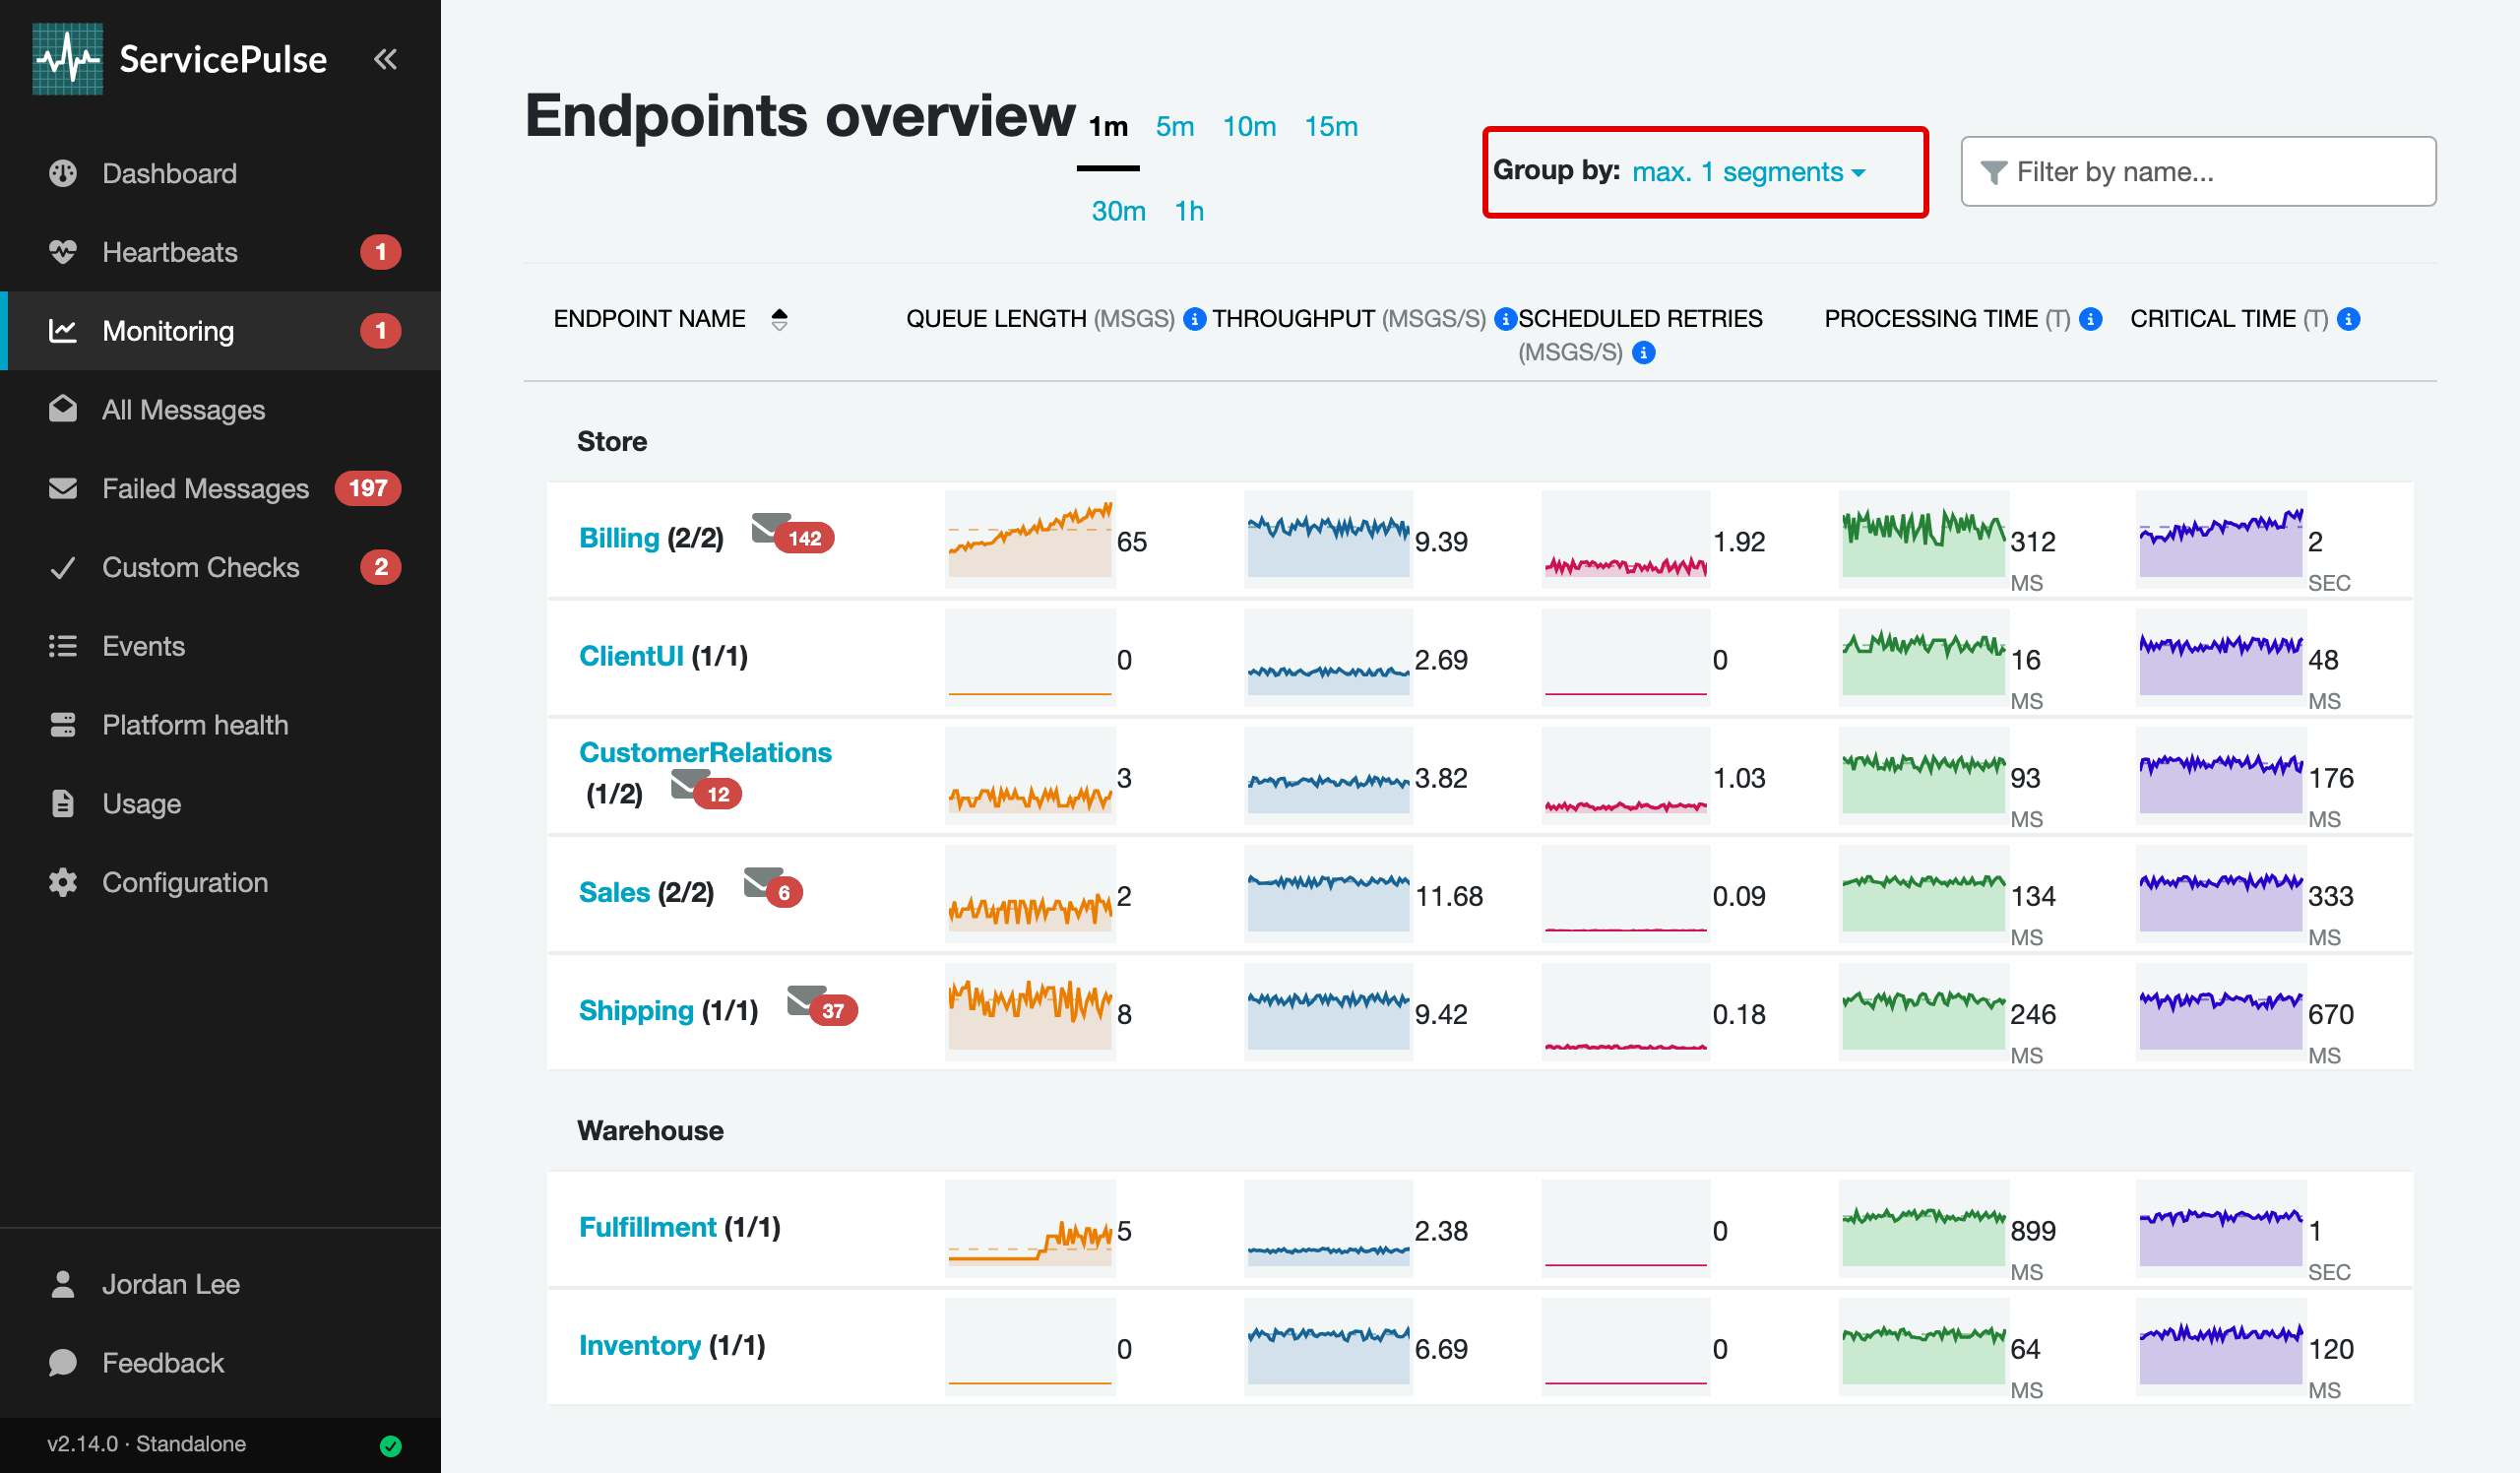 ServicePulse
Dashboard
Heartbeats 1
Monitoring 1
All Messages
Failed Messages 197
Custom Checks 2
Events
Platform health
Usage
Configuration
Jordan Lee
Feedback
v2.14.0 · Standalone
Endpoints overview 1m 5m 10m 15m
30m 1h
Group by: max. 1 segments
Filter by name...
ENDPOINT NAME QUEUE LENGTH (MSGS) THROUGHPUT (MSGS/S) SCHEDULED RETRIES (MSGS/S) PROCESSING TIME (T) CRITICAL TIME (T)
Store
Billing (2/2) 142 65 9.39 1.92 312 MS 2 SEC
ClientUI (1/1) 0 2.69 0 16 MS 48 MS
CustomerRelations (1/2) 12 3 3.82 1.03 93 MS 176 MS
Sales (2/2) 6 2 11.68 0.09 134 MS 333 MS
Shipping (1/1) 37 8 9.42 0.18 246 MS 670 MS
Warehouse
Fulfillment (1/1) 5 2.38 0 899 MS 1 SEC
Inventory (1/1) 0 6.69 0 64 MS 120 MS